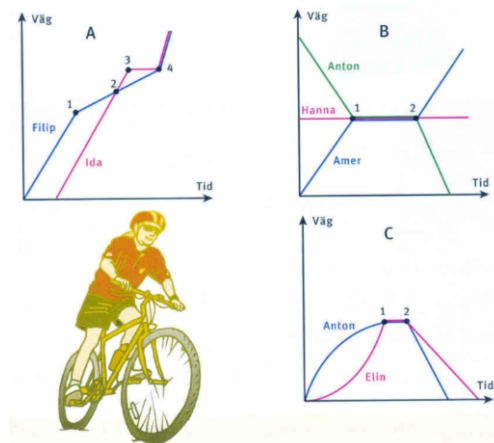 Väg
A
3
4
2
1
Filip
Ida
Tid
Väg
B
Anton
1
2
Hanna
Amer
Tid
Väg
C
1
2
Anton
Elin
Tid